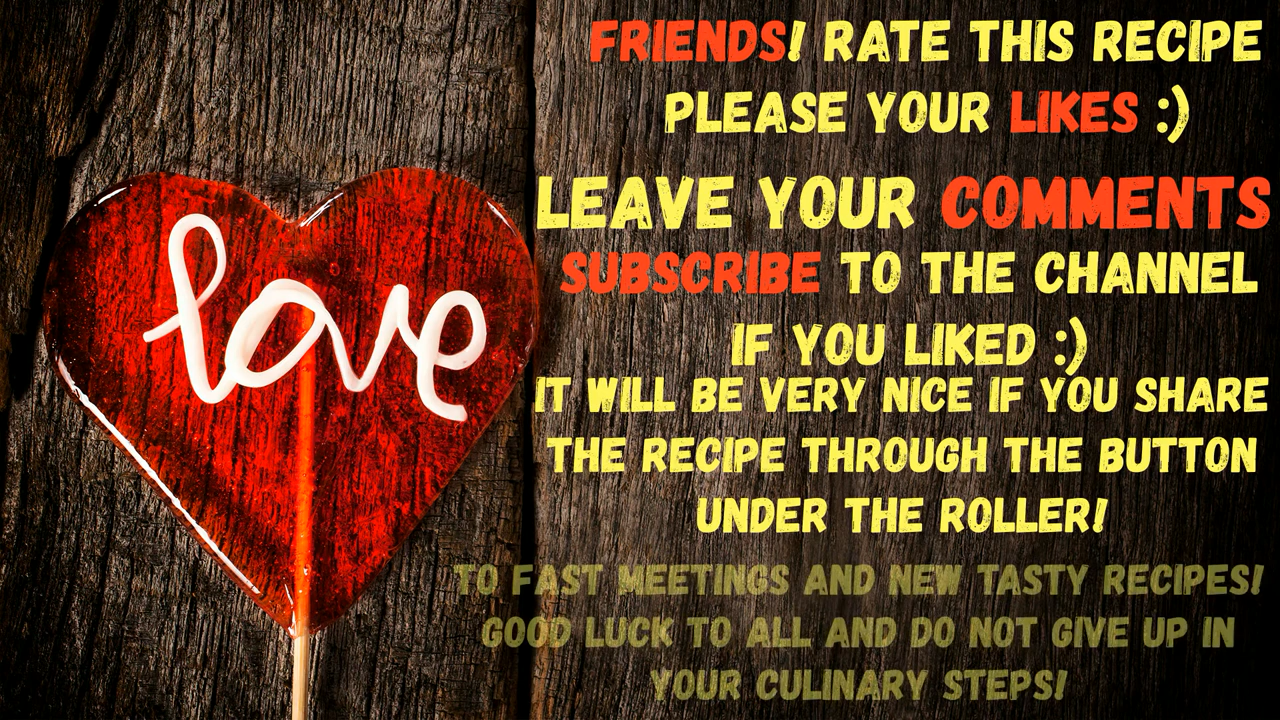 love
FRIENDS! RATE THIS RECIPE
PLEASE YOUR LIKES :)
LEAVE YOUR COMMENTS
SUBSCRIBE TO THE CHANNEL
IF YOU LIKED :)
IT WILL BE VERY NICE IF YOU SHARE
THE RECIPE THROUGH THE BUTTON
UNDER THE ROLLER!
TO FAST MEETINGS AND NEW TASTY RECIPES!
GOOD LUCK TO ALL AND DO NOT GIVE UP IN
YOUR CULINARY STEPS!